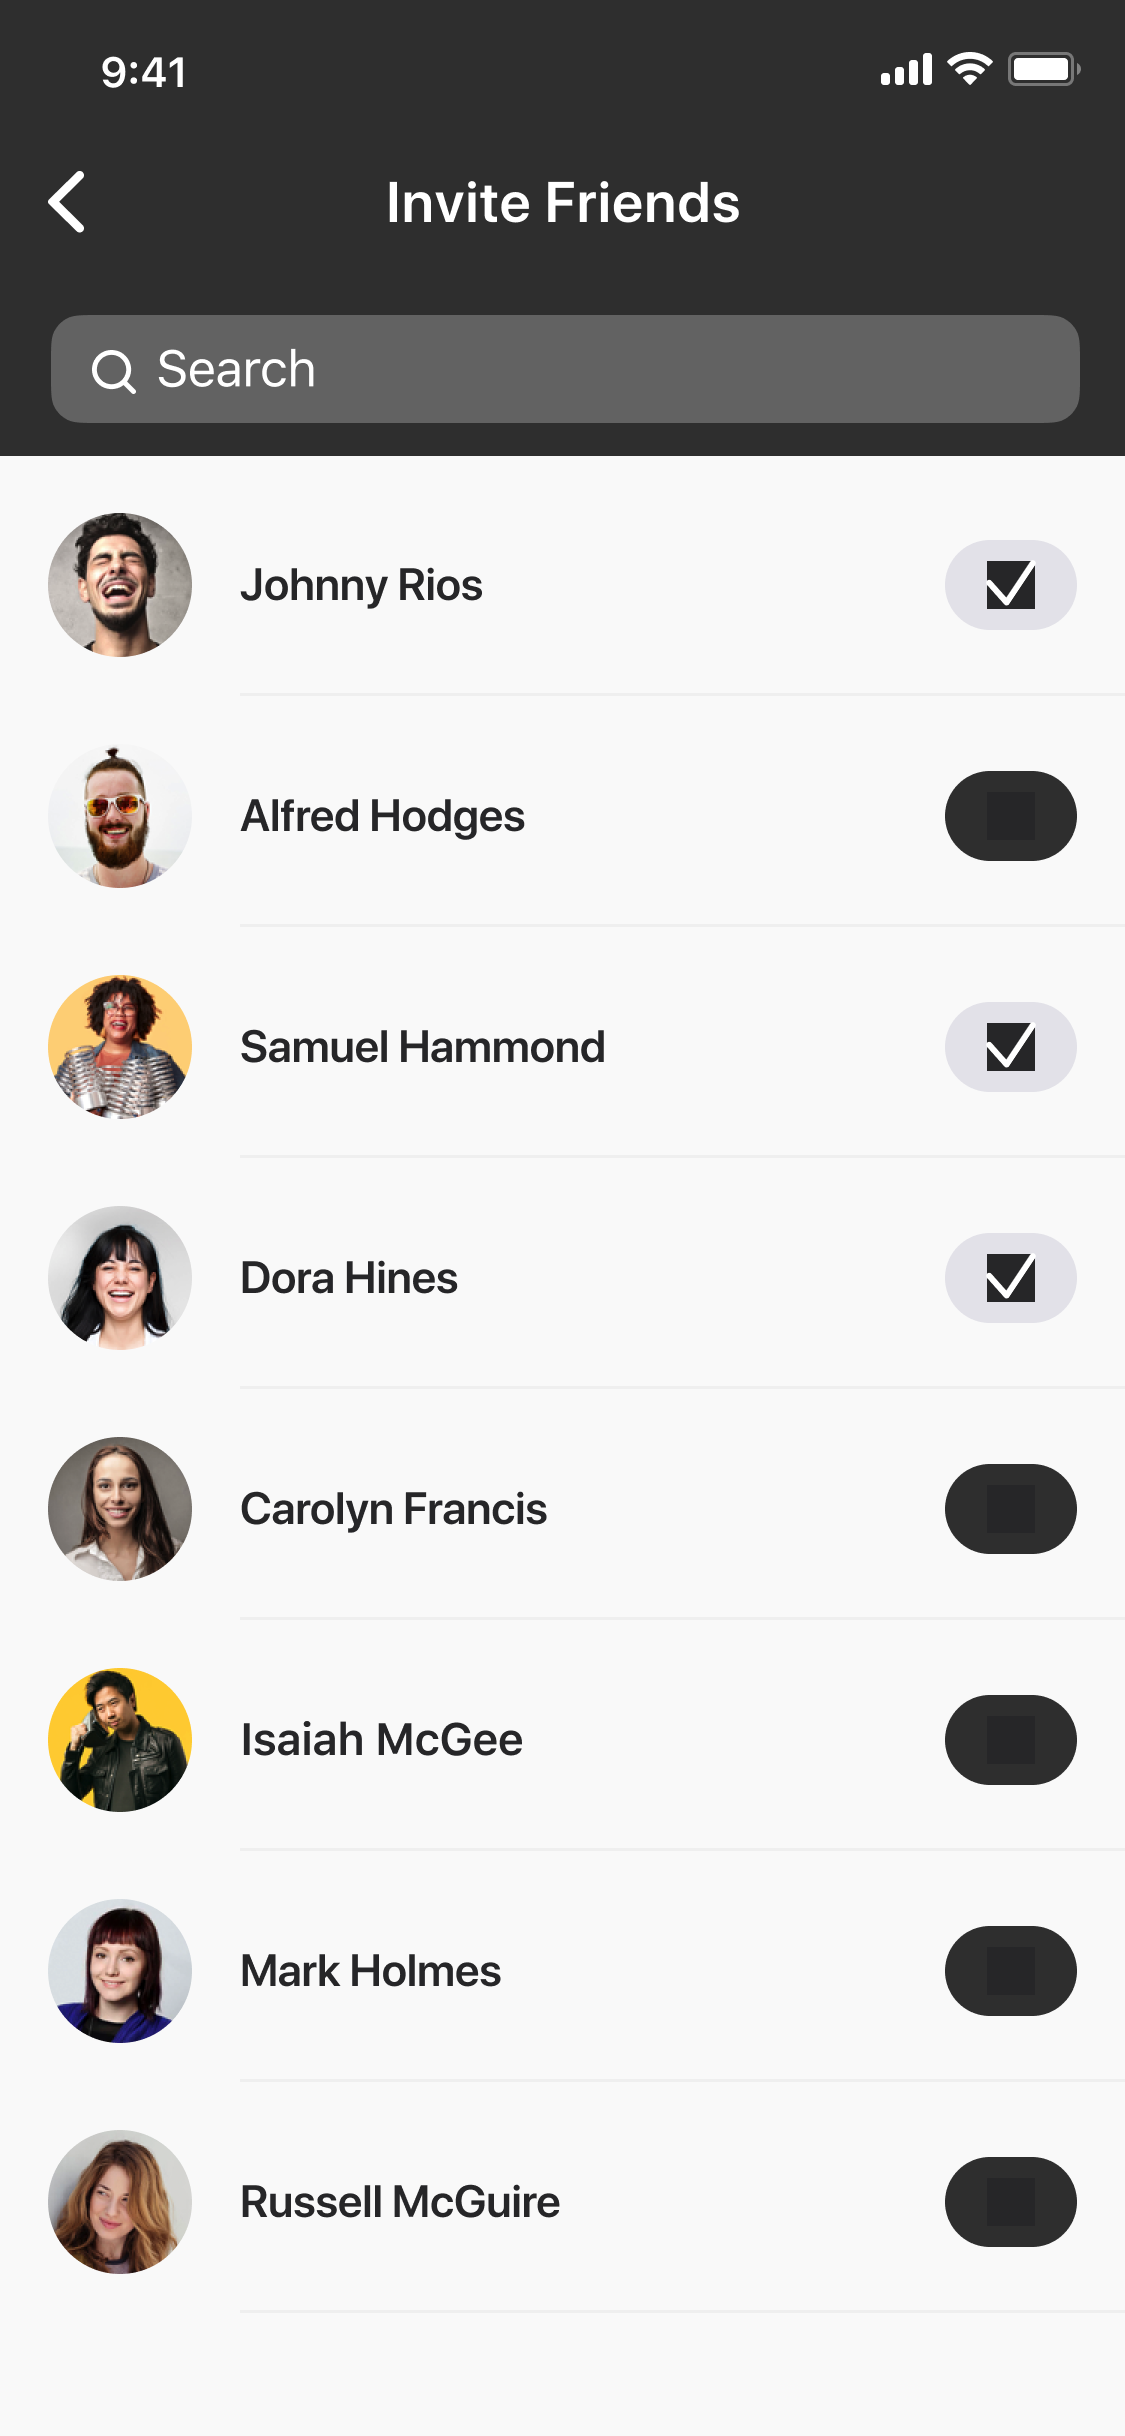 9:41
Invite Friends
Search
Johnny Rios
Alfred Hodges
Samuel Hammond
Dora Hines
Carolyn Francis
Isaiah McGee
Mark Holmes
Russell McGuire